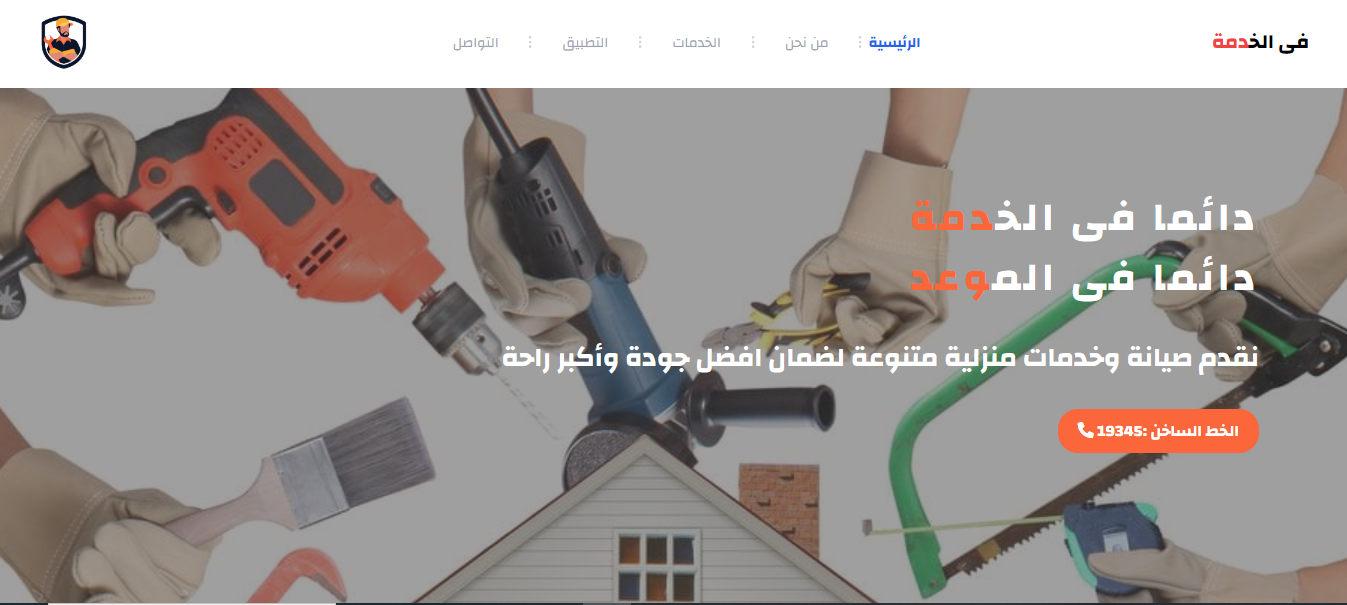 فى الخدمة
الرئيسية
من نحن
الخدمات
التطبيق
التواصل
دائما فى الخدمة
دائما فى الموعد
نقدم صيانة وخدمات منزلية متنوعة لضمان افضل جودة وأكبر راحة
الخط الساخن :19345